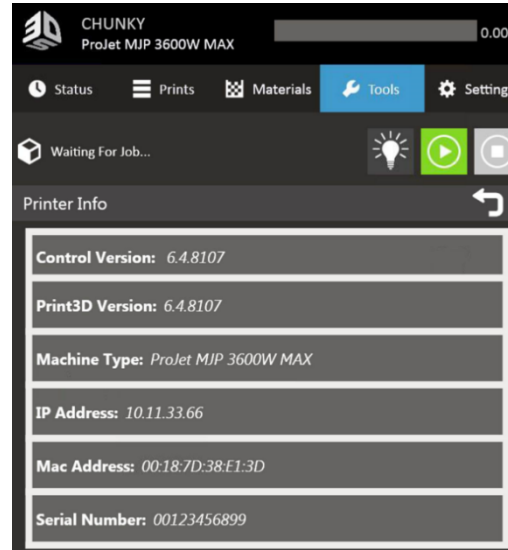 CHUNKY
ProJet MJP 3600W MAX
0.00
Status Prints Materials Tools Setting
Waiting For Job...
Printer Info
Control Version: 6.4.8107
Print3D Version: 6.4.8107
Machine Type: ProJet MJP 3600W MAX
IP Address: 10.11.33.66
Mac Address: 00:18:7D:38:E1:3D
Serial Number: 00123456899